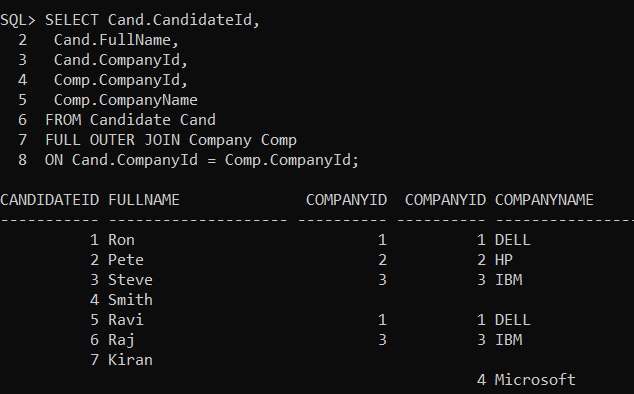 SQL> SELECT Cand.CandidateId,
  2   Cand.FullName,
  3   Cand.CompanyId,
  4   Comp.CompanyId,
  5   Comp.CompanyName
  6  FROM Candidate Cand
  7  FULL OUTER JOIN Company Comp
  8  ON Cand.CompanyId = Comp.CompanyId;

CANDIDATEID FULLNAME              COMPANYID  COMPANYID COMPANYNAME
----------- -------------------- ---------- ---------- ----------------
          1 Ron                           1          1 DELL
          2 Pete                          2          2 HP
          3 Steve                         3          3 IBM
          4 Smith
          5 Ravi                          1          1 DELL
          6 Raj                           3          3 IBM
          7 Kiran
                                                     4 Microsoft